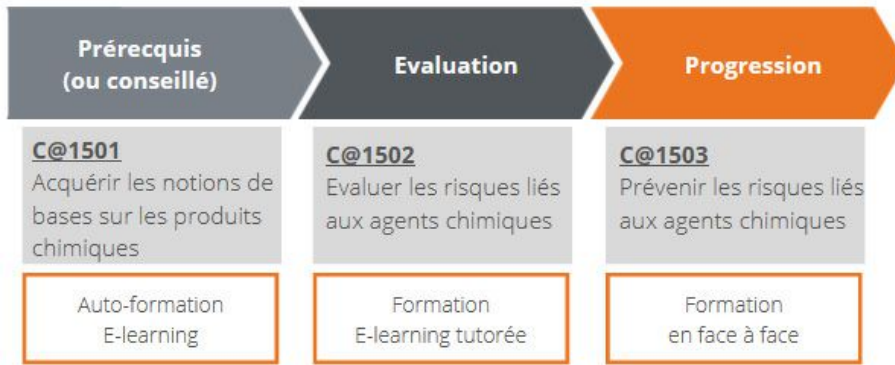 Prérecquis
(ou conseillé)
Evaluation
Progression
C@1501
Acquérir les notions de
bases sur les produits
chimiques
C@1502
Evaluer les risques liés
aux agents chimiques
C@1503
Prévenir les risques liés
aux agents chimiques
Auto-formation
E-learning
Formation
E-learning tutorée
Formation
en face à face